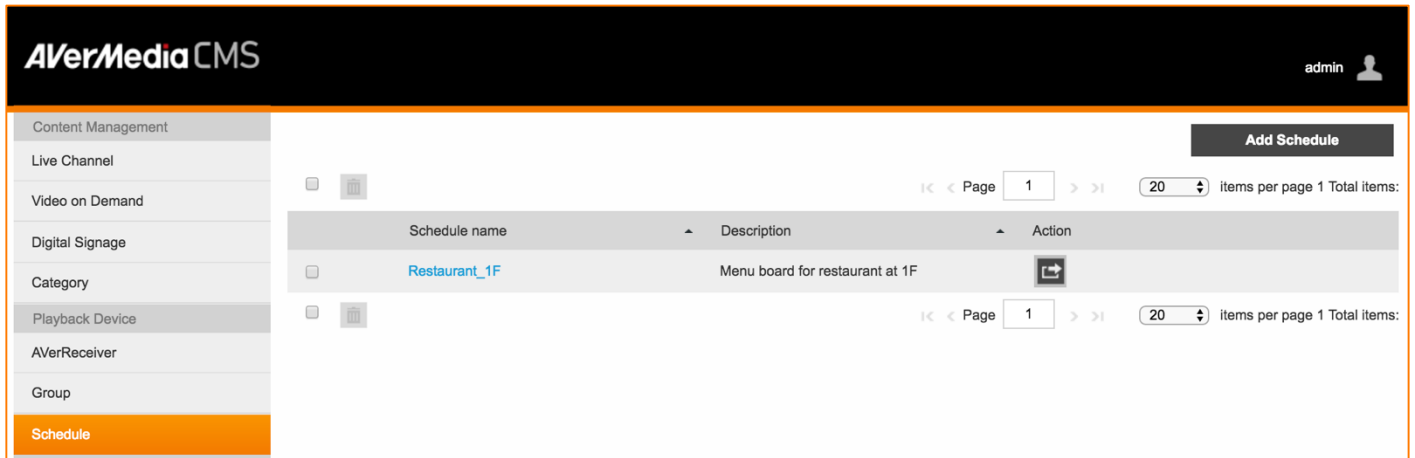 AVerMedia CMS
admin
Content Management
Live Channel
Video on Demand
Digital Signage
Category
Playback Device
AVerReceiver
Group
Schedule
Add Schedule
Page 1 20 items per page 1 Total items:
Schedule name Description Action
Restaurant_1F Menu board for restaurant at 1F
Page 1 20 items per page 1 Total items: